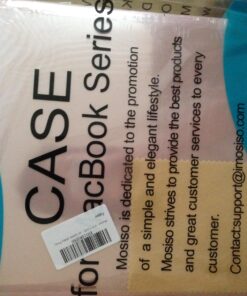 CASE
for MacBook Series
Mosiso is dedicated to the promotion
of a simple and elegant lifestyle.
Mosiso strives to provide the best products
and great customer services to every
customer.
Contact:support@mosiso.com